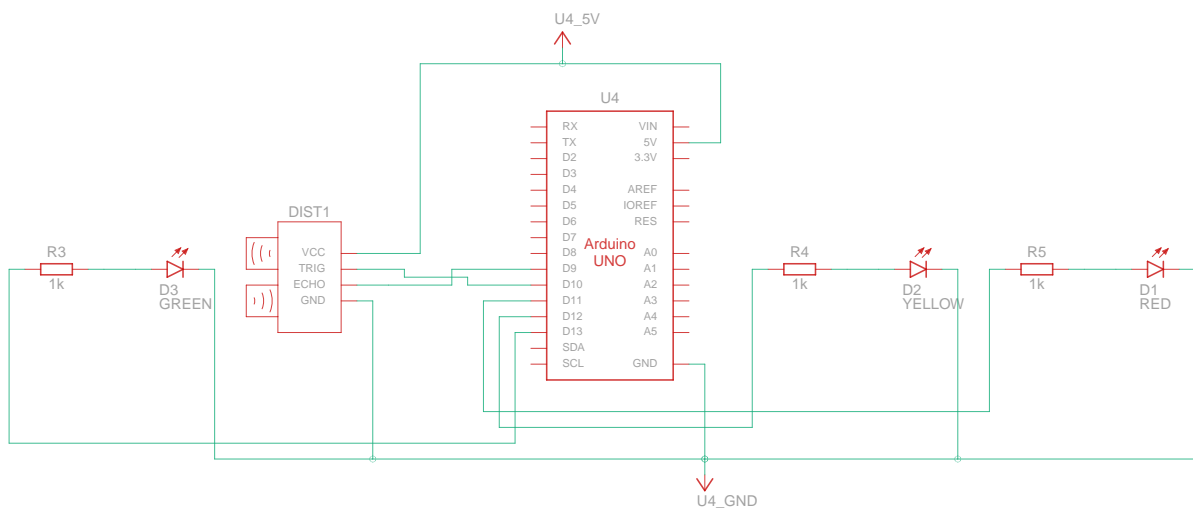 U4_5V
U4
RX
TX
D2
D3
D4
D5
D6
D7
D8
D9
D10
D11
D12
D13
SDA
SCL
VIN
5V
3.3V
AREF
IOREF
RES
A0
A1
A2
A3
A4
A5
GND
Arduino
UNO
DIST1
VCC
TRIG
ECHO
GND
R3
1k
D3
GREEN
R4
1k
D2
YELLOW
R5
1k
D1
RED
U4_GND